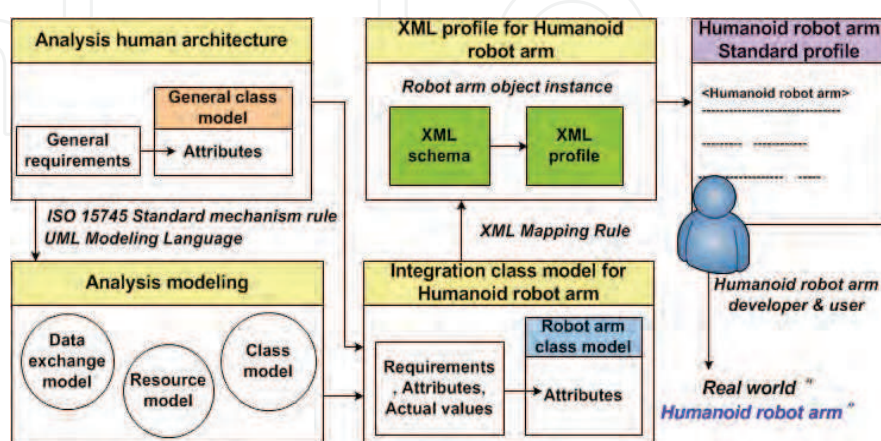 Analysis human architecture
General class
model
General
requirements
Attributes
ISO 15745 Standard mechanism rule
UML Modeling Language
Analysis modeling
Data
exchange
model
Resource
model
Class
model
XML profile for Humanoid
robot arm
Robot arm object instance
XML
schema
XML
profile
XML Mapping Rule
Integration class model for
Humanoid robot arm
Requirements
, Attributes,
Actual values
Robot arm
class model
Attributes
Humanoid robot arm
Standard profile
<Humanoid robot arm>
Humanoid robot arm
developer & user
Real world "
Humanoid robot arm "